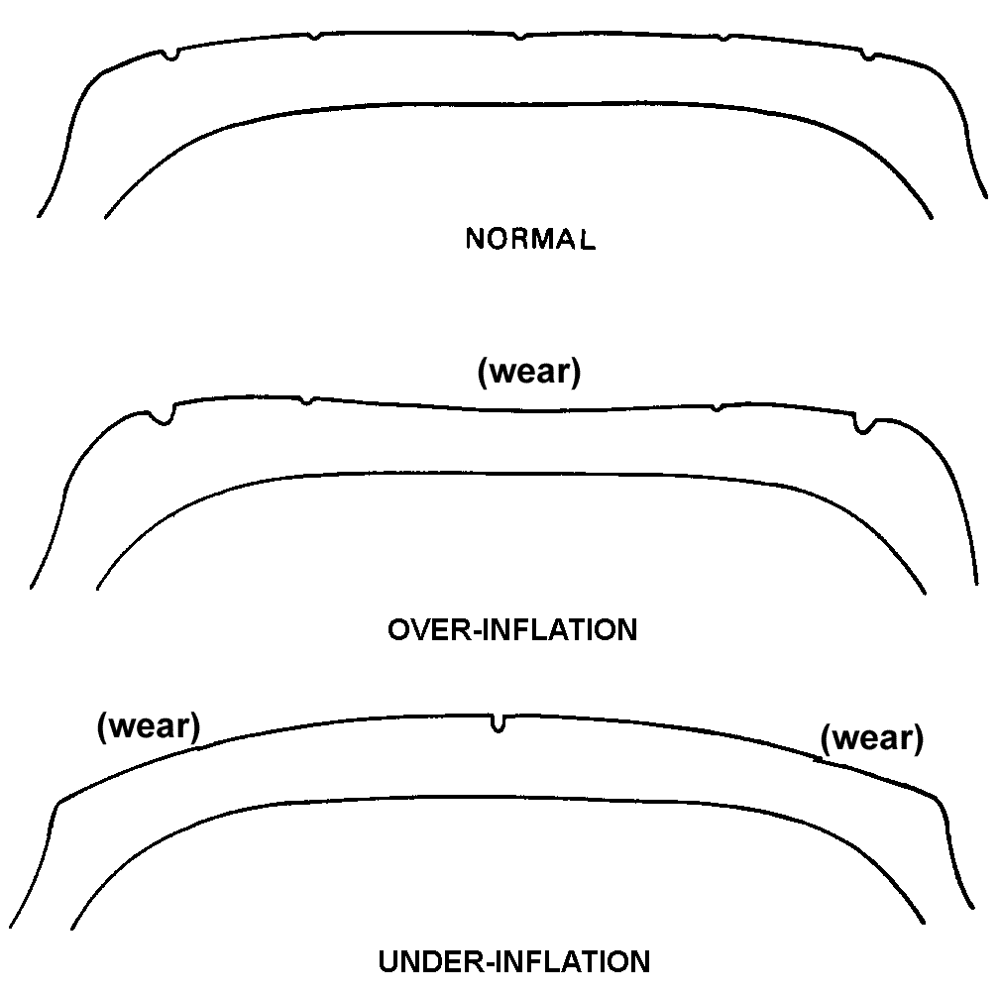 NORMAL
(wear)
OVER-INFLATION
(wear)
(wear)
UNDER-INFLATION